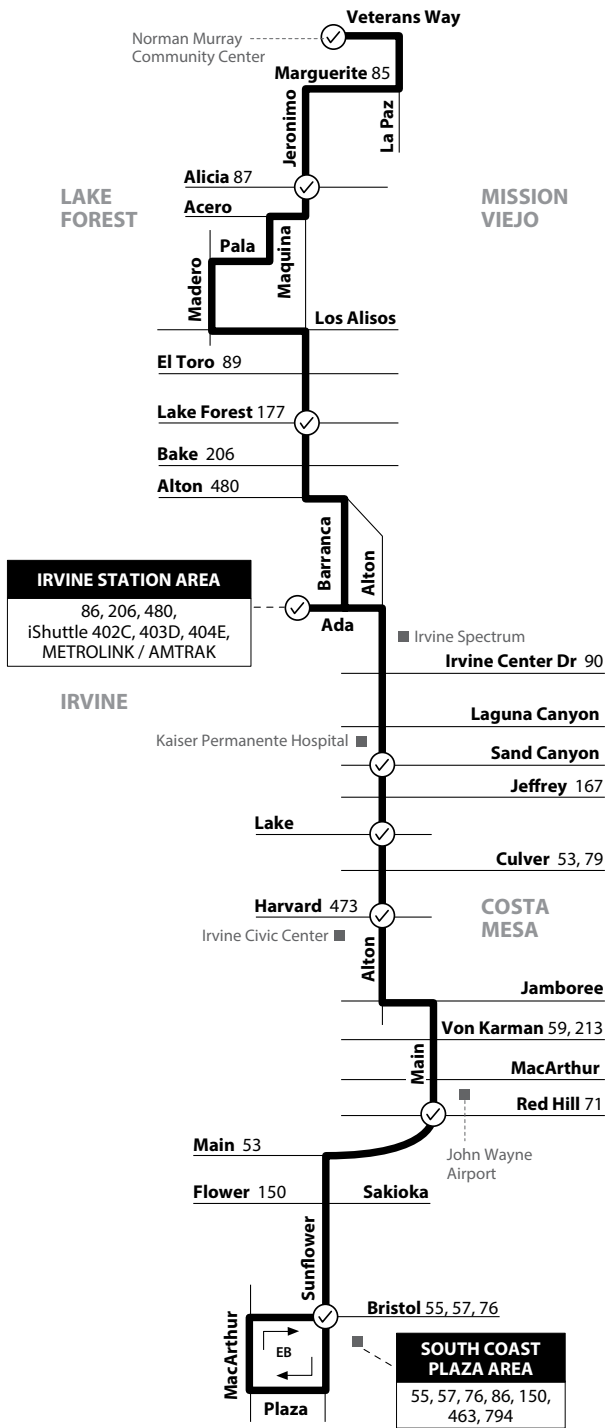 Veterans Way
Norman Murray
Community Center
Marguerite 85
Jeronimo
La Paz
Alicia 87
LAKE
FOREST
MISSION
VIEJO
Acero
Pala
Maquina
Madero
Los Alisos
El Toro 89
Lake Forest 177
Bake 206
Alton 480
Barranca
Alton
IRVINE STATION AREA
86, 206, 480,
iShuttle 402C, 403D, 404E,
METROLINK / AMTRAK
Ada
Irvine Spectrum
Irvine Center Dr 90
IRVINE
Laguna Canyon
Kaiser Permanente Hospital
Sand Canyon
Jeffrey 167
Lake
Culver 53, 79
Harvard 473
COSTA
MESA
Irvine Civic Center
Alton
Jamboree
Von Karman 59, 213
Main
MacArthur
Red Hill 71
Main 53
John Wayne
Airport
Flower 150
Sakioka
Sunflower
Bristol 55, 57, 76
MacArthur
EB
SOUTH COAST
PLAZA AREA
55, 57, 76, 86, 150,
463, 794
Plaza